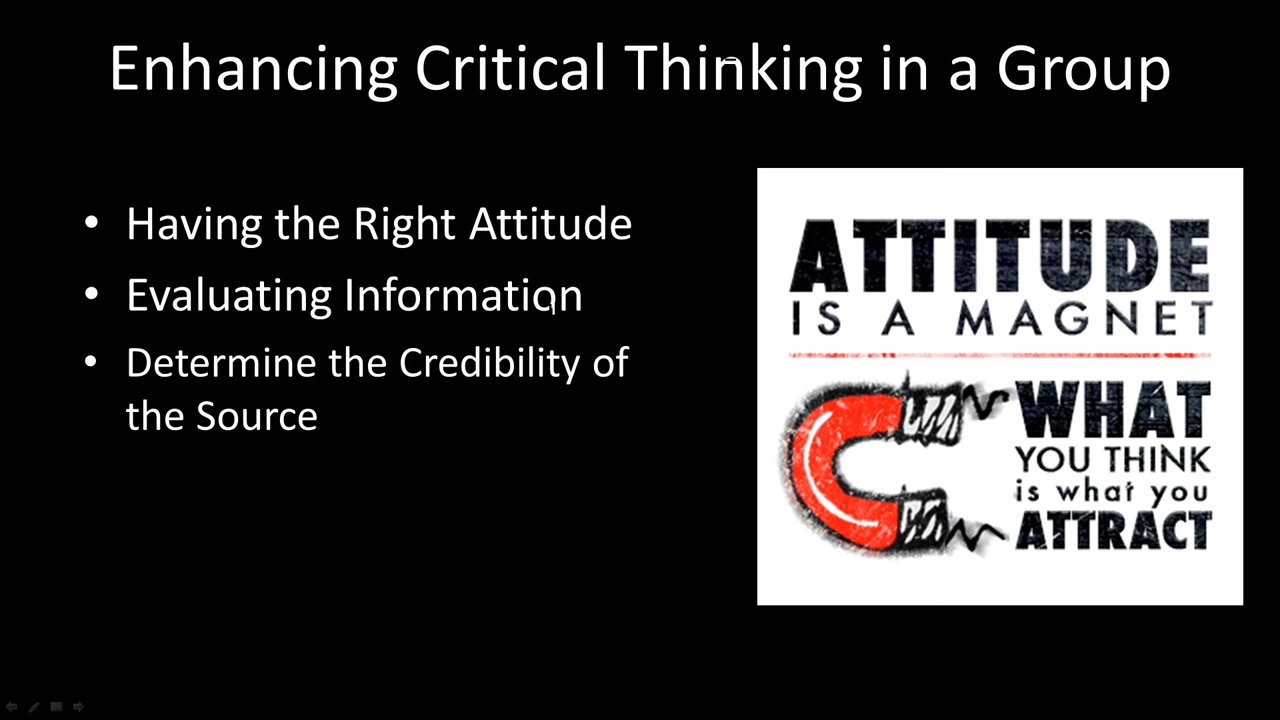 Enhancing Critical Thinking in a Group
• Having the Right Attitude
• Evaluating Information
• Determine the Credibility of
the Source
ATTITUDE
IS A MAGNET
WHAT
YOU THINK
is what you
ATTRACT